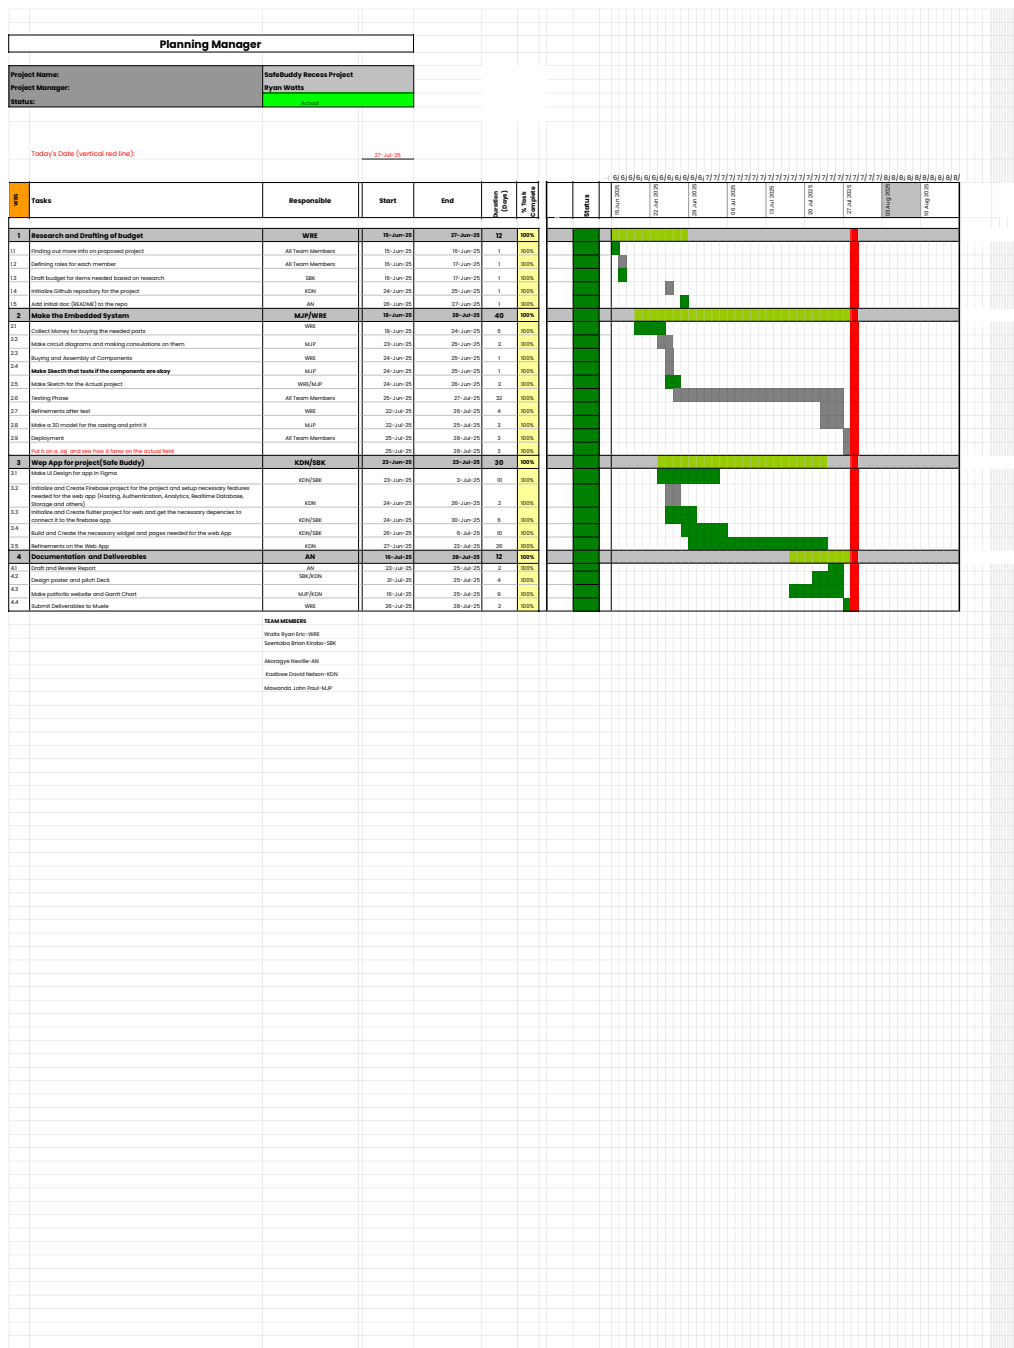 Planning Manager
Project Name: SafeBuddy Recess Project
Project Manager: Ryan Watts
Status: Actual
Today's Date (vertical red line): 27-Jul-25
WBS Tasks Responsible Start End Duration (Days) % Task Complete Status 15 Jun 2025 22 Jun 2025 29 Jun 2025 06 Jul 2025 13 Jul 2025 20 Jul 2025 27 Jul 2025 03 Aug 2025 10 Aug 2025
1 Research and Drafting of budget WRE 15-Jun-25 27-Jun-25 12 100%
1.1 Finding out more info on proposed project All Team Members 15-Jun-25 16-Jun-25 1 100%
1.2 Defining roles for each member All Team Members 16-Jun-25 17-Jun-25 1 100%
1.3 Draft budget for items needed based on research SBK 16-Jun-25 17-Jun-25 1 100%
1.4 Initialize Github repository for the project KDN 24-Jun-25 25-Jun-25 1 100%
1.5 Add Initial doc (README) to the repo AN 26-Jun-25 27-Jun-25 1 100%
2 Make the Embedded System MJP/WRE 18-Jun-25 28-Jul-25 40 100%
2.1 Collect Money for buying the needed parts WRE 18-Jun-25 24-Jun-25 6 100%
2.2 Make circuit diagrams and making consulations on them MJP 23-Jun-25 25-Jun-25 2 100%
2.3 Buying and Assembly of Components WRE 24-Jun-25 25-Jun-25 1 100%
2.4 Make Skecth that tests if the components are okay MJP 24-Jun-25 25-Jun-25 1 100%
2.5 Make Sketch for the Actual project WRE/MJP 24-Jun-25 26-Jun-25 2 100%
2.6 Testing Phase All Team Members 25-Jun-25 27-Jul-25 32 100%
2.7 Refinements after test WRE 22-Jul-25 26-Jul-25 4 100%
2.8 Make a 3D model for the casing and print it MJP 22-Jul-25 25-Jul-25 3 100%
2.9 Deployment All Team Members 25-Jul-25 28-Jul-25 3 100%
Put it on a Jaj and see how it fares on the actual field 25-Jul-25 28-Jul-25 3 100%
3 Wep App for project(Safe Buddy) KDN/SBK 23-Jun-25 23-Jul-25 30 100%
3.1 Make UI Design for app in Figma KDN/SBK 23-Jun-25 3-Jul-25 10 100%
3.2 Initialize and Create Firebase project for the project and setup necessary features
needed for the web app (Hosting, Authentication, Analytics, Realtime Database,
Storage and others) KDN 24-Jun-25 26-Jun-25 2 100%
3.3 Initialize and Create flutter project for web and get the necessary depencies to
connect it to the firebase app KDN/SBK 24-Jun-25 30-Jun-25 6 100%
3.4 Build and Create the necessary widget and pages needed for the web App KDN/SBK 26-Jun-25 6-Jul-25 10 100%
3.5 Refinements on the Web App KDN 27-Jun-25 23-Jul-25 26 100%
4 Documentation and Deliverables AN 16-Jul-25 28-Jul-25 12 100%
4.1 Draft and Review Report AN 23-Jul-25 25-Jul-25 2 100%
4.2 Design poster and pitch Deck SBK/KDN 21-Jul-25 25-Jul-25 4 100%
4.3 Make potforlio website and Gantt Chart MJP/KDN 16-Jul-25 25-Jul-25 9 100%
4.4 Submit Deliverables to Muele WRE 26-Jul-25 28-Jul-25 2 100%
TEAM MEMBERS
Watts Ryan Eric-WRE
Ssentaba Brian Kirabo-SBK
Akoragye Neville-AN
Kazibwe David Nelson-KDN
Mawanda John Paul-MJP